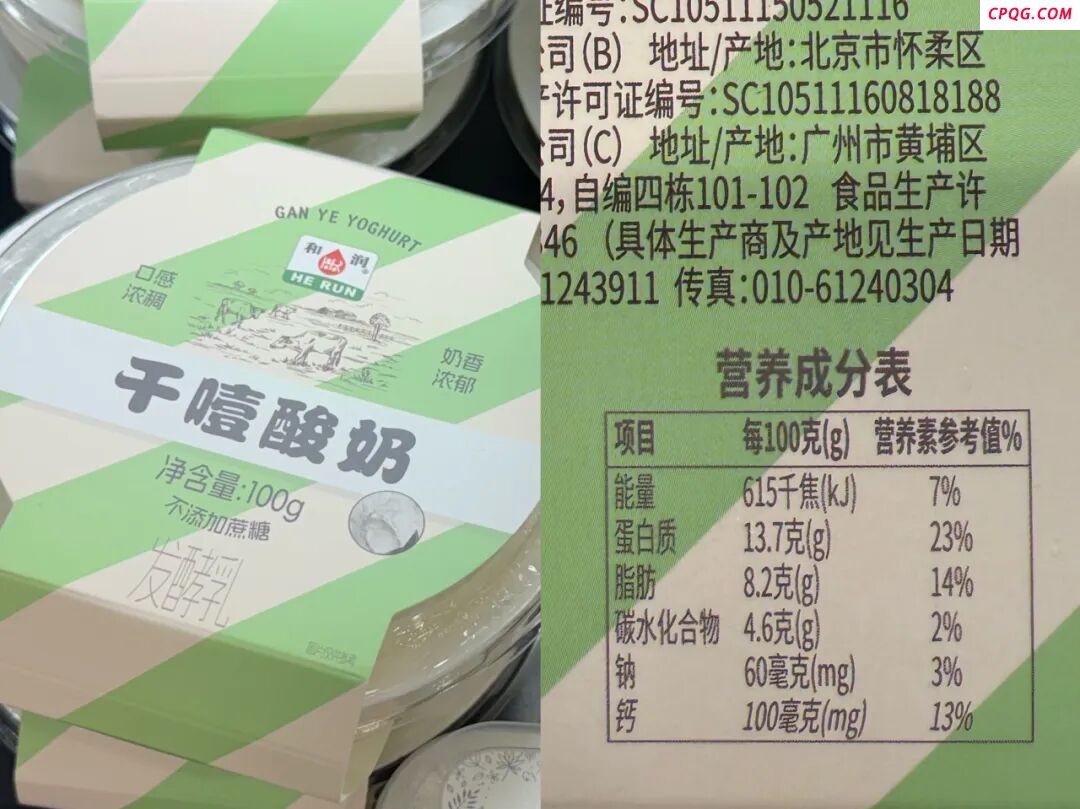 GAN YE YOGHURT
和润®
HE RUN
口感
浓稠
奶香
浓郁
干噎酸奶
净含量:100g
不添加蔗糖
发酵乳
CPQG.COM
证编号:SC10511150521116
公司(B) 地址/产地:北京市怀柔区
产许可证编号:SC10511160818188
公司(C) 地址/产地:广州市黄埔区
4,自编四栋101-102 食品生产许
346 (具体生产商及产地见生产日期
1243911 传真:010-61240304
营养成分表
项目 每100克(g) 营养素参考值%
能量 615千焦(kJ) 7%
蛋白质 13.7克(g) 23%
脂肪 8.2克(g) 14%
碳水化合物 4.6克(g) 2%
钠 60毫克(mg) 3%
钙 100毫克(mg) 13%